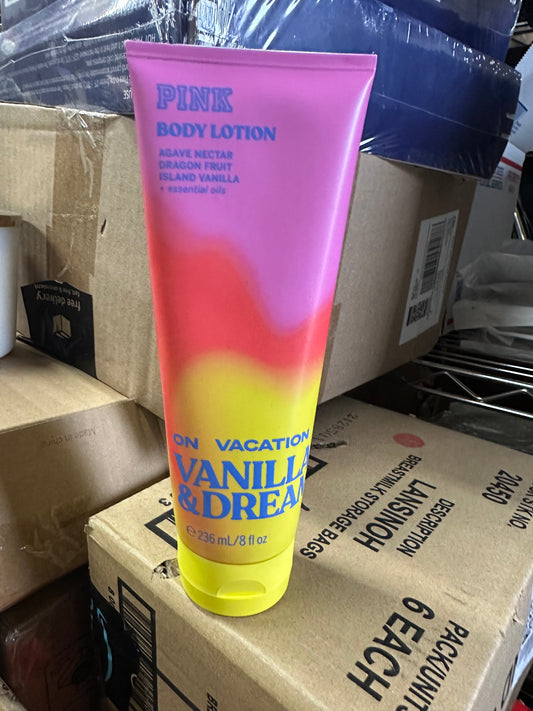 PINK
BODY LOTION
AGAVE NECTAR
DRAGON FRUIT
ISLAND VANILLA
+ essential oils
ON VACATION
VANILLA
& DREAM
℮ 236 mL/8 fl oz
free delivery
Made in china
20450
DESCRIPTION
LANSINOH
BREASTMILK STORAGE BAGS
PACK/UNITS
6 EACH